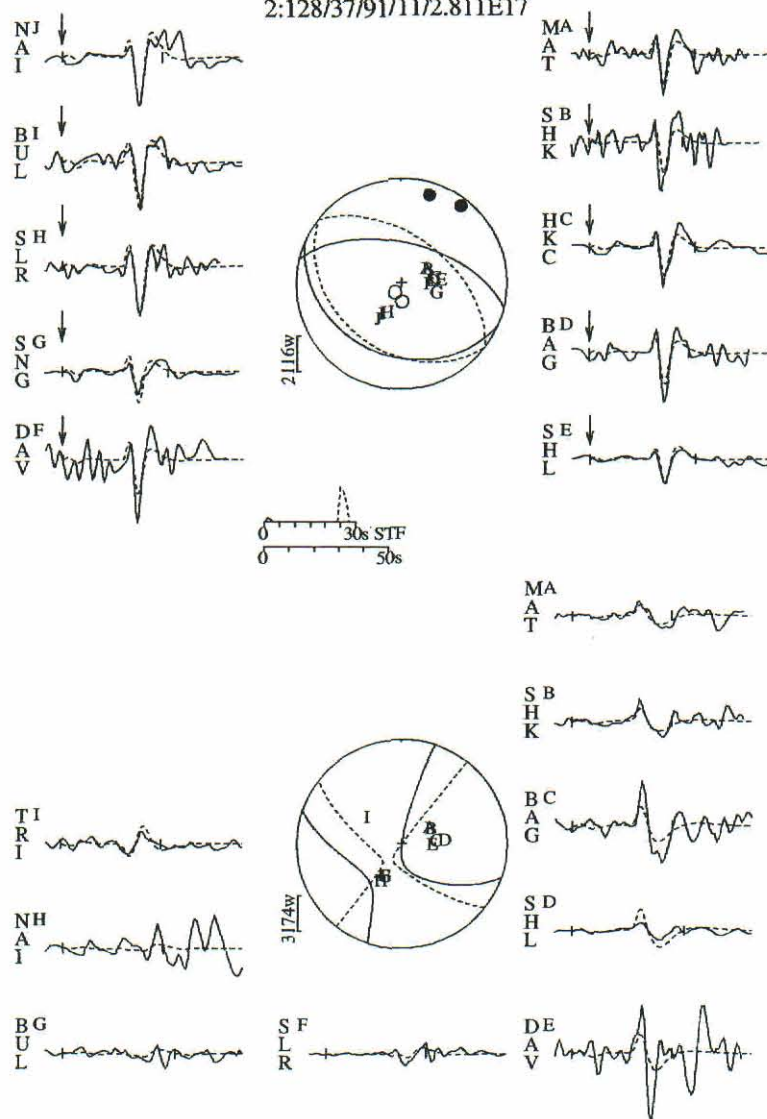 2:128/37/91/11/2.811E17
NAI J
MAT A
BUL I
SHK B
SLR H
HKC C
SNG G
BAG D
DAV F
SHL E
E
G
H
J
2116w
0 30s STF
0 50s
MAT A
SHK B
TRI I
BAG C
I
B
E D
3174w
NAI H
SHL D
BUL G
SLR F
DAV E